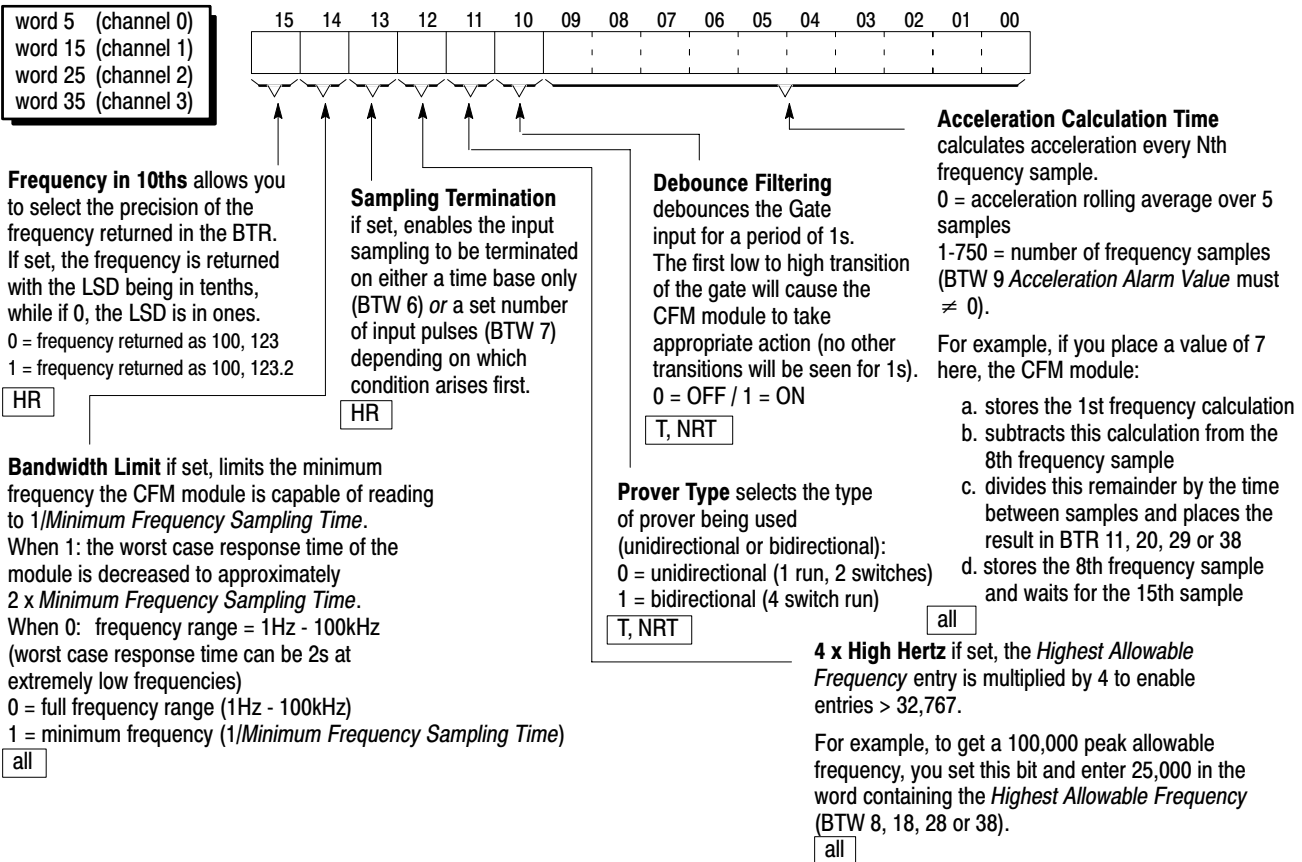 word 5 (channel 0)
word 15 (channel 1)
word 25 (channel 2)
word 35 (channel 3)
15 14 13 12 11 10 09 08 07 06 05 04 03 02 01 00
Frequency in 10ths allows you
to select the precision of the
frequency returned in the BTR.
If set, the frequency is returned
with the LSD being in tenths,
while if 0, the LSD is in ones.
0 = frequency returned as 100, 123
1 = frequency returned as 100, 123.2
HR
Bandwidth Limit if set, limits the minimum
frequency the CFM module is capable of reading
to 1/Minimum Frequency Sampling Time.
When 1: the worst case response time of the
module is decreased to approximately
2 x Minimum Frequency Sampling Time.
When 0: frequency range = 1Hz - 100kHz
(worst case response time can be 2s at
extremely low frequencies)
0 = full frequency range (1Hz - 100kHz)
1 = minimum frequency (1/Minimum Frequency Sampling Time)
all
Sampling Termination
if set, enables the input
sampling to be terminated
on either a time base only
(BTW 6) or a set number
of input pulses (BTW 7)
depending on which
condition arises first.
HR
Debounce Filtering
debounces the Gate
input for a period of 1s.
The first low to high transition
of the gate will cause the
CFM module to take
appropriate action (no other
transitions will be seen for 1s).
0 = OFF / 1 = ON
T, NRT
Prover Type selects the type
of prover being used
(unidirectional or bidirectional):
0 = unidirectional (1 run, 2 switches)
1 = bidirectional (4 switch run)
T, NRT
Acceleration Calculation Time
calculates acceleration every Nth
frequency sample.
0 = acceleration rolling average over 5
samples
1-750 = number of frequency samples
(BTW 9 Acceleration Alarm Value must
≠ 0).
For example, if you place a value of 7
here, the CFM module:
a. stores the 1st frequency calculation
b. subtracts this calculation from the
8th frequency sample
c. divides this remainder by the time
between samples and places the
result in BTR 11, 20, 29 or 38
d. stores the 8th frequency sample
and waits for the 15th sample
all
4 x High Hertz if set, the Highest Allowable
Frequency entry is multiplied by 4 to enable
entries > 32,767.
For example, to get a 100,000 peak allowable
frequency, you set this bit and enter 25,000 in the
word containing the Highest Allowable Frequency
(BTW 8, 18, 28 or 38).
all